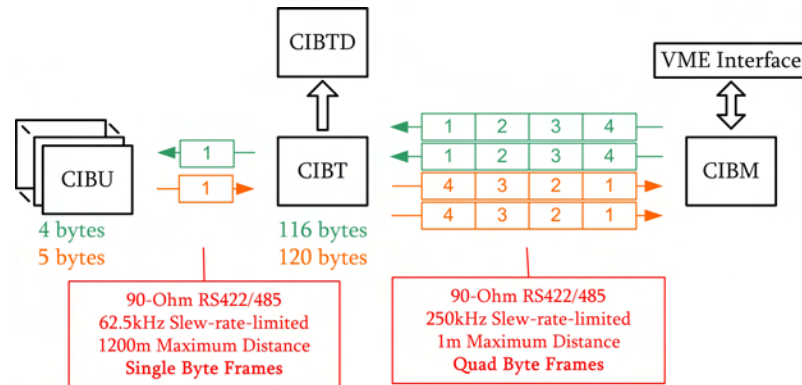 CIBTD
VME Interface
1 2 3 4
1
1 2 3 4
CIBU
CIBT
CIBM
1
4 3 2 1
4 3 2 1
4 bytes
116 bytes
5 bytes
120 bytes
90-Ohm RS422/485
62.5kHz Slew-rate-limited
1200m Maximum Distance
Single Byte Frames
90-Ohm RS422/485
250kHz Slew-rate-limited
1m Maximum Distance
Quad Byte Frames